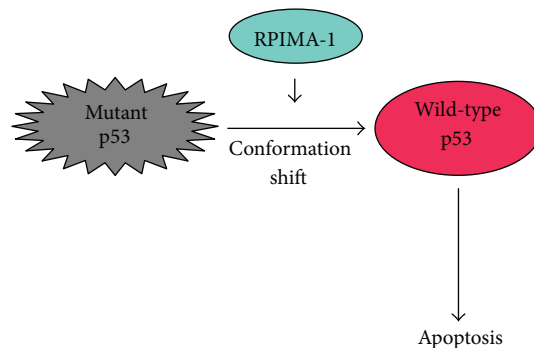 RPIMA-1
Mutant
p53
Conformation
shift
Wild-type
p53
Apoptosis